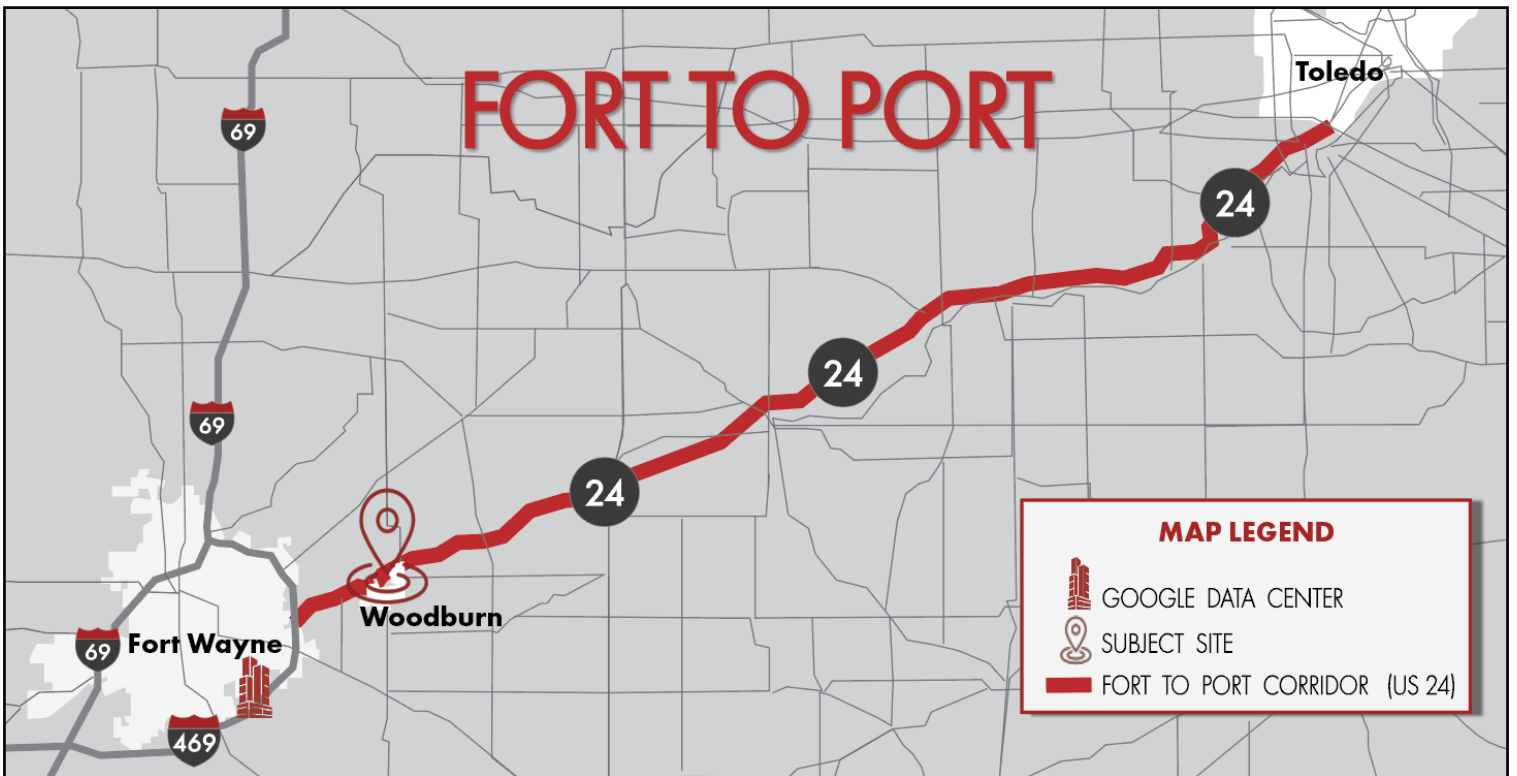 FORT TO PORT
Toledo
69
24
24
69
24
Woodburn
69
Fort Wayne
469
MAP LEGEND
GOOGLE DATA CENTER
SUBJECT SITE
FORT TO PORT CORRIDOR (US 24)